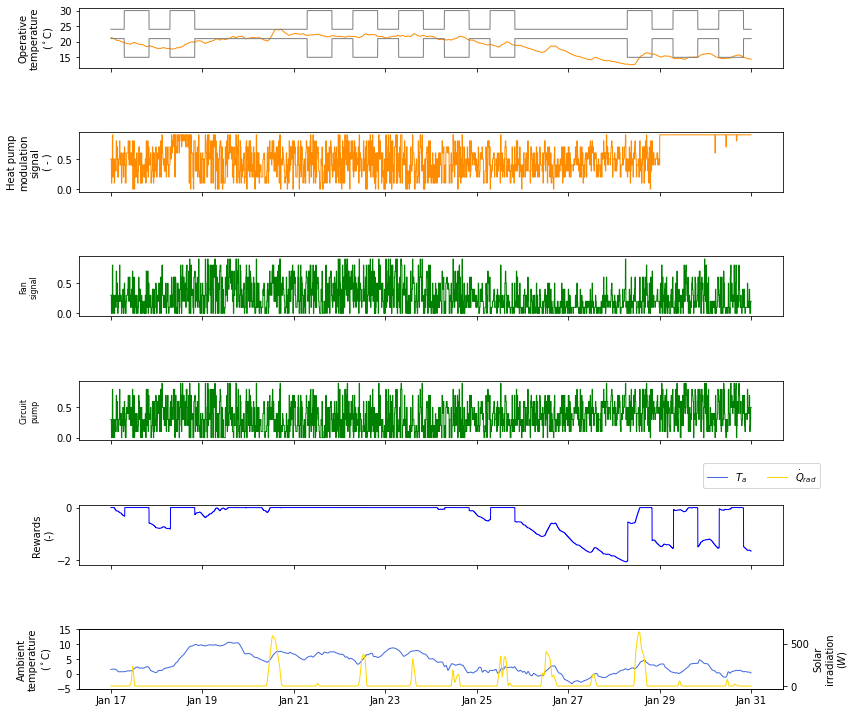 Operative
temperature
(°C)
30
25
20
15
Heat pump
modulation
signal
( - )
0.5
0.0
Fan
signal
0.5
0.0
Circuit
pump
0.5
0.0
T_a
Q̇_rad
Rewards
(-)
0
−2
Ambient
temperature
(°C)
15
10
5
0
−5
500
0
Solar
irradiation
(W)
Jan 17
Jan 19
Jan 21
Jan 23
Jan 25
Jan 27
Jan 29
Jan 31